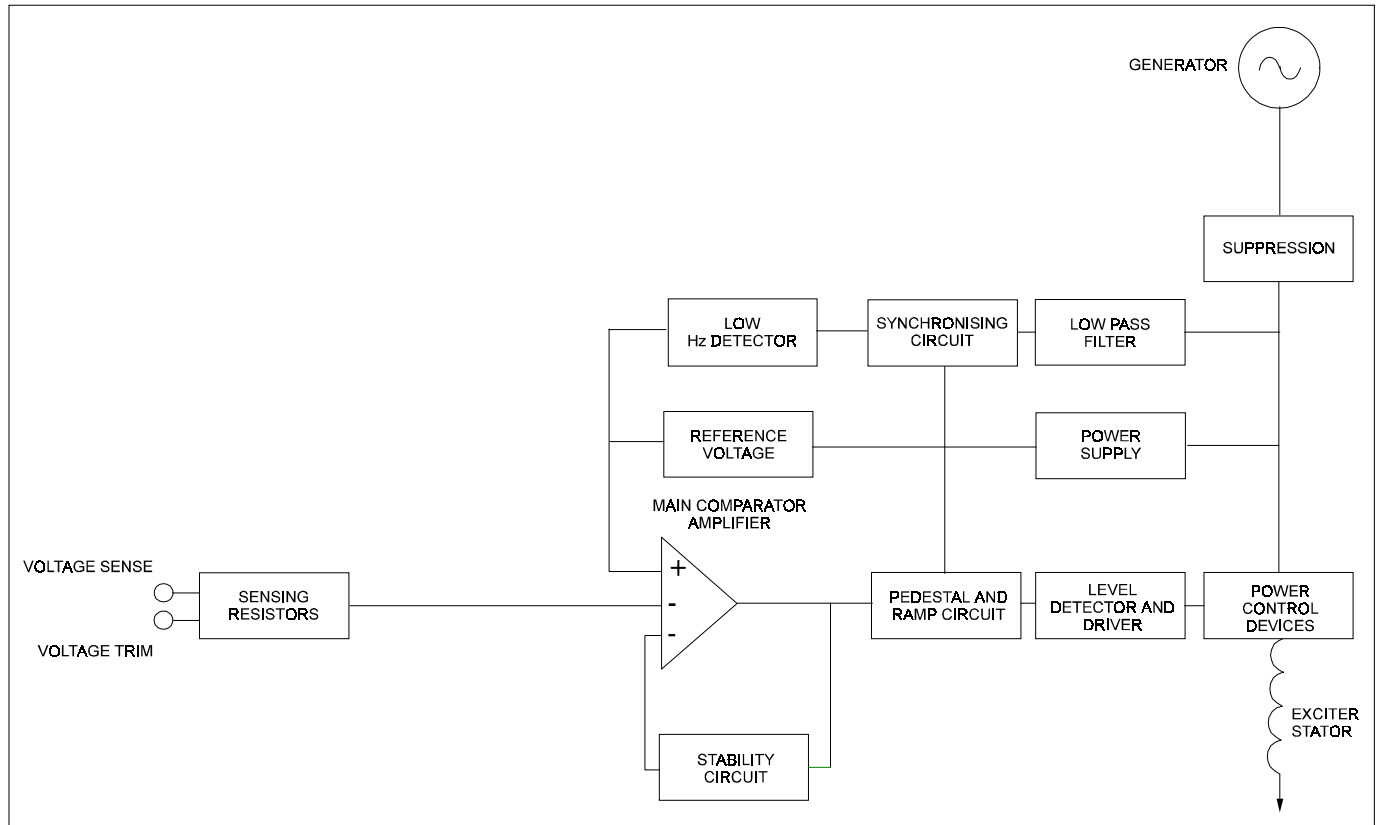 GENERATOR
SUPPRESSION
LOW
Hz DETECTOR
SYNCHRONISING
CIRCUIT
LOW PASS
FILTER
REFERENCE
VOLTAGE
POWER
SUPPLY
MAIN COMPARATOR
AMPLIFIER
VOLTAGE SENSE
VOLTAGE TRIM
SENSING
RESISTORS
+
-
-
PEDESTAL AND
RAMP CIRCUIT
LEVEL
DETECTOR AND
DRIVER
POWER
CONTROL
DEVICES
EXCITER
STATOR
STABILITY
CIRCUIT